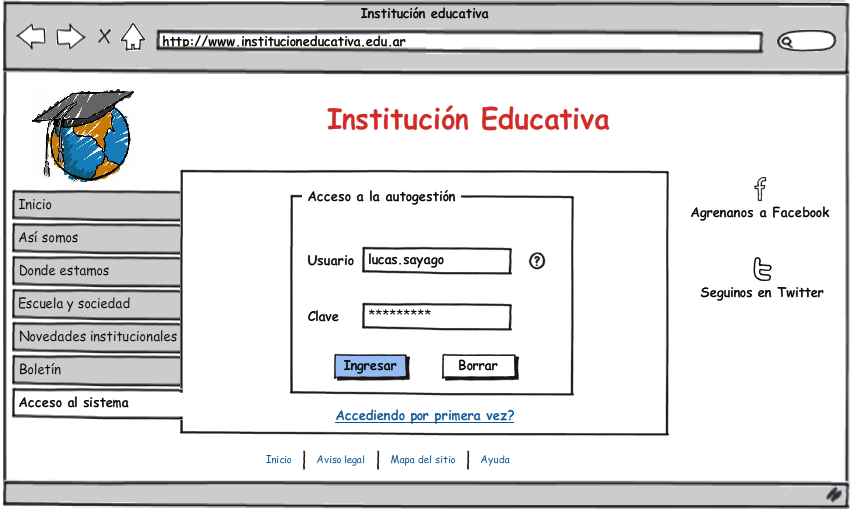 Institución educativa
http://www.institucioneducativa.edu.ar
Institución Educativa
Inicio
Así somos
Donde estamos
Escuela y sociedad
Novedades institucionales
Boletín
Acceso al sistema
Acceso a la autogestión
Usuario lucas.sayago ?
Clave *********
Ingresar Borrar
Accediendo por primera vez?
Agrenanos a Facebook
Seguinos en Twitter
Inicio | Aviso legal | Mapa del sitio | Ayuda